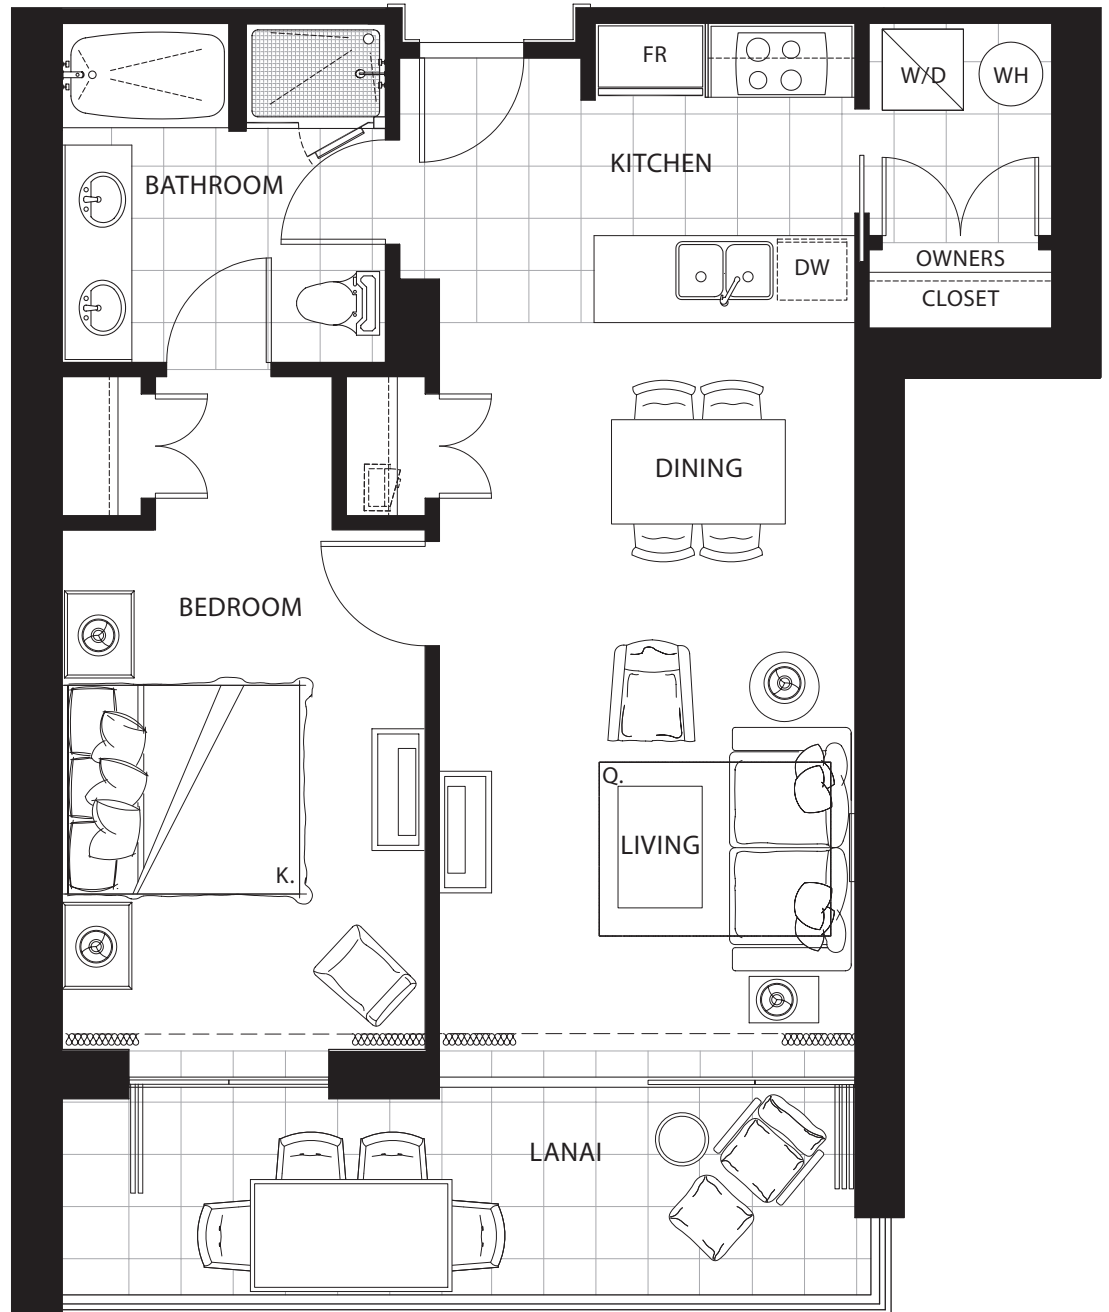 FR
W/D
WH
KITCHEN
BATHROOM
OWNERS
CLOSET
DW
DINING
BEDROOM
Q.
LIVING
K.
LANAI